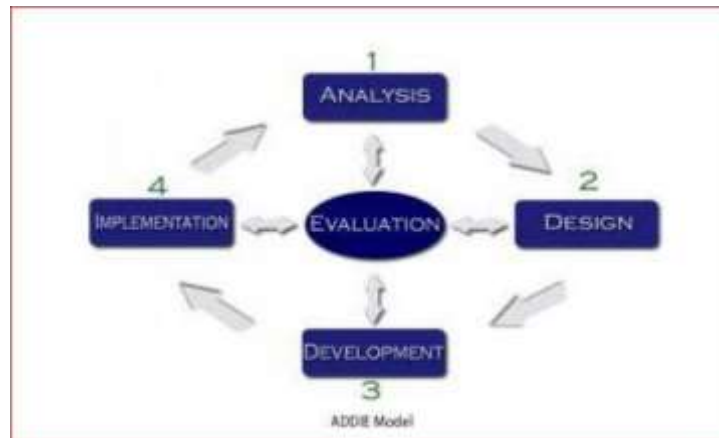 1
ANALYSIS
4
2
IMPLEMENTATION
EVALUATION
DESIGN
DEVELOPMENT
3
ADDIE Model